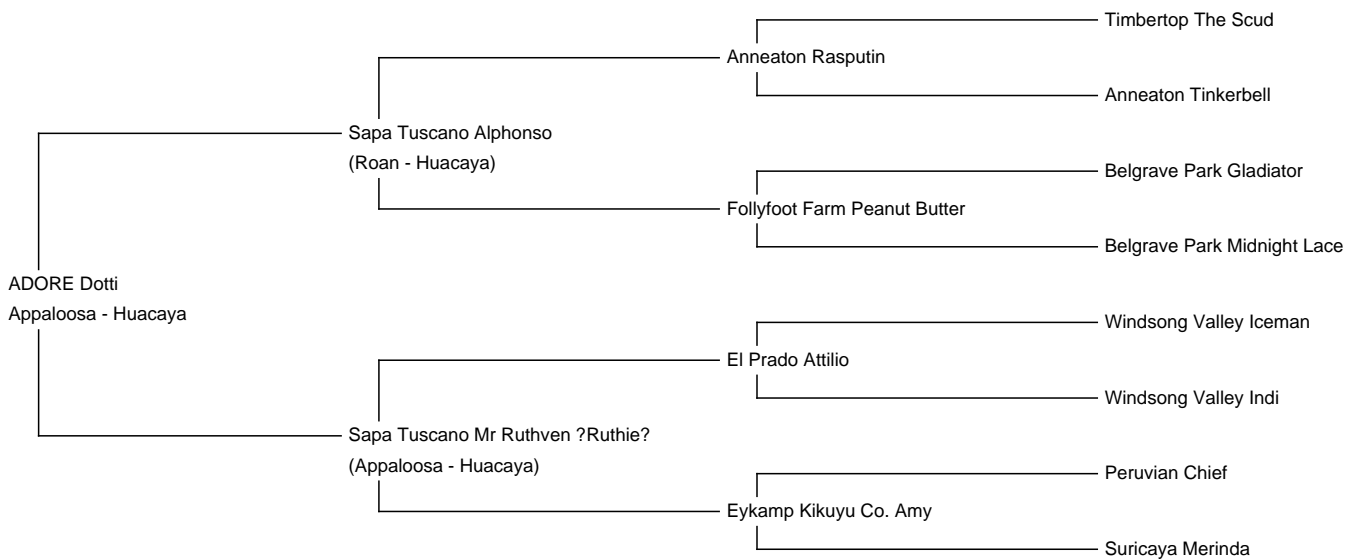 Timbertop The Scud
Anneaton Rasputin
Anneaton Tinkerbell
Sapa Tuscano Alphonso
(Roan - Huacaya)
Belgrave Park Gladiator
Follyfoot Farm Peanut Butter
Belgrave Park Midnight Lace
ADORE Dotti
Appaloosa - Huacaya
Windsong Valley Iceman
El Prado Attilio
Windsong Valley Indi
Sapa Tuscano Mr Ruthven ?Ruthie?
(Appaloosa - Huacaya)
Peruvian Chief
Eykamp Kikuyu Co. Amy
Suricaya Merinda